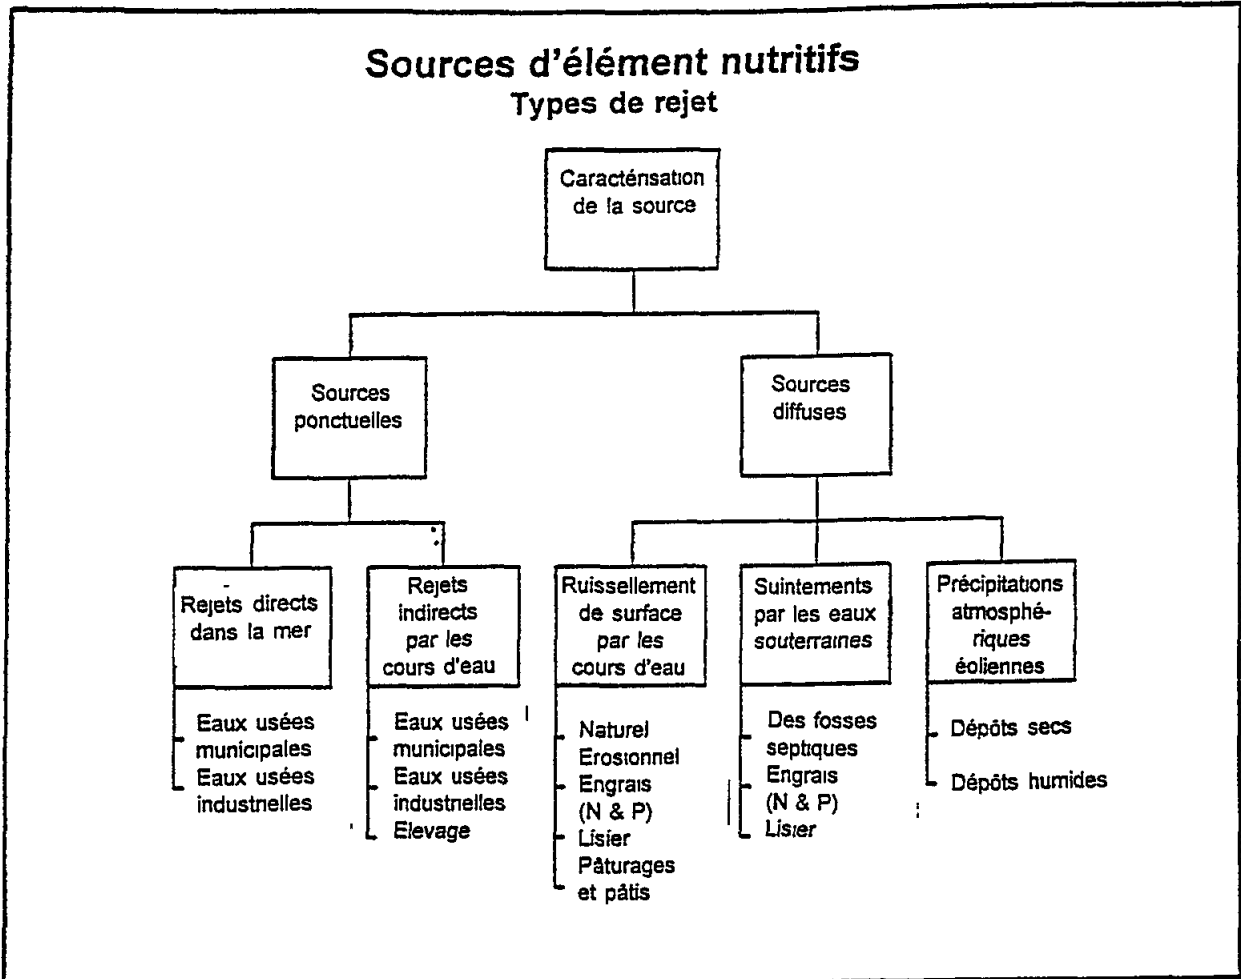 Sources d'élément nutritifs
Types de rejet
Caractérisation
de la source
Sources
ponctuelles
Sources
diffuses
Rejets directs
dans la mer
Rejets
indirects
par les
cours d'eau
Ruissellement
de surface
par les
cours d'eau
Suintements
par les eaux
souterraines
Précipitations
atmosphé-
riques
éoliennes
Eaux usées
municipales
Eaux usées
industrielles
Eaux usées
municipales
Eaux usées
industrielles
Elevage
Naturel
Erosionnel
Engrais
(N & P)
Lisier
Pâturages
et pâtis
Des fosses
septiques
Engrais
(N & P)
Lisier
Dépôts secs
Dépôts humides